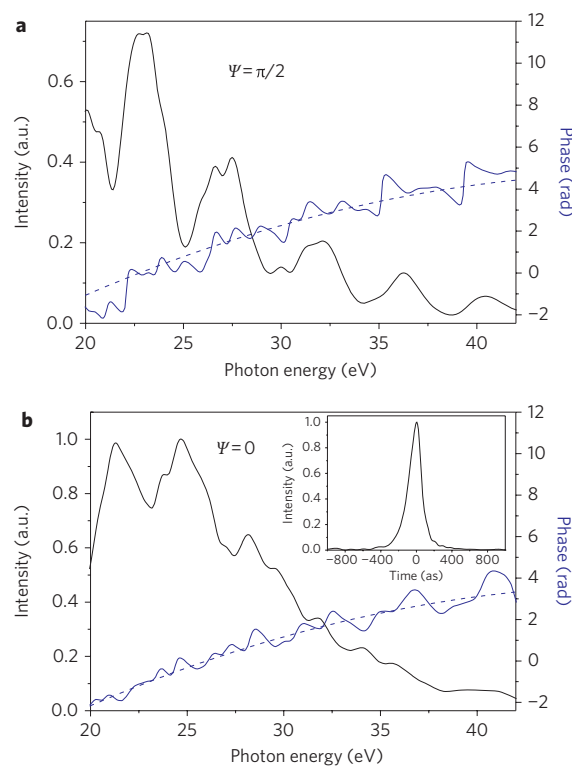 a
Ψ=π/2
Intensity (a.u.)
0.6
0.4
0.2
0.0
12
10
8
6
4
2
0
−2
Phase (rad)
20 25 30 35 40
Photon energy (eV)
b
Ψ=0
Intensity (a.u.)
1.0
0.8
0.6
0.4
0.2
0.0
Intensity (a.u.)
1.0
0.8
0.6
0.4
0.2
0.0
−800 −400 0 400 800
Time (as)
12
10
8
6
4
2
0
−2
Phase (rad)
20 25 30 35 40
Photon energy (eV)